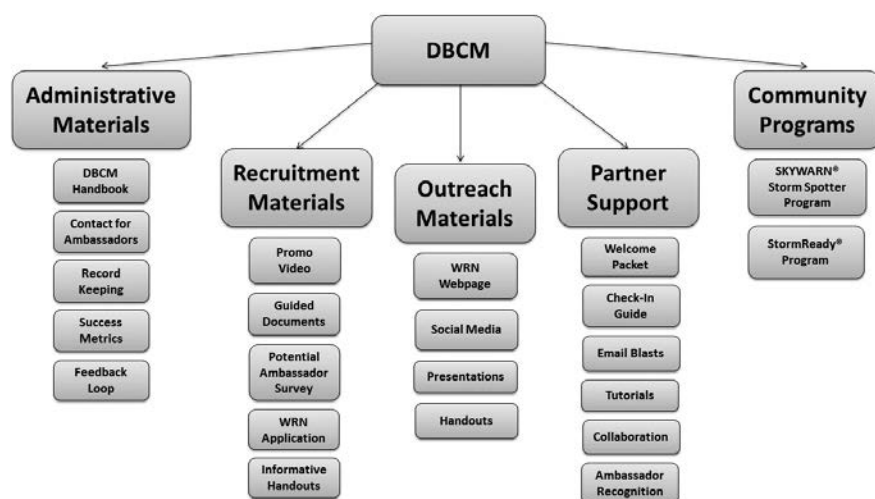 DBCM
Administrative
Materials
DBCM
Handbook
Contact for
Ambassadors
Record
Keeping
Success
Metrics
Feedback
Loop
Recruitment
Materials
Promo
Video
Guided
Documents
Potential
Ambassador
Survey
WRN
Application
Informative
Handouts
Outreach
Materials
WRN
Webpage
Social Media
Presentations
Handouts
Partner
Support
Welcome
Packet
Check-In
Guide
Email Blasts
Tutorials
Collaboration
Ambassador
Recognition
Community
Programs
SKYWARN®
Storm Spotter
Program
StormReady®
Program